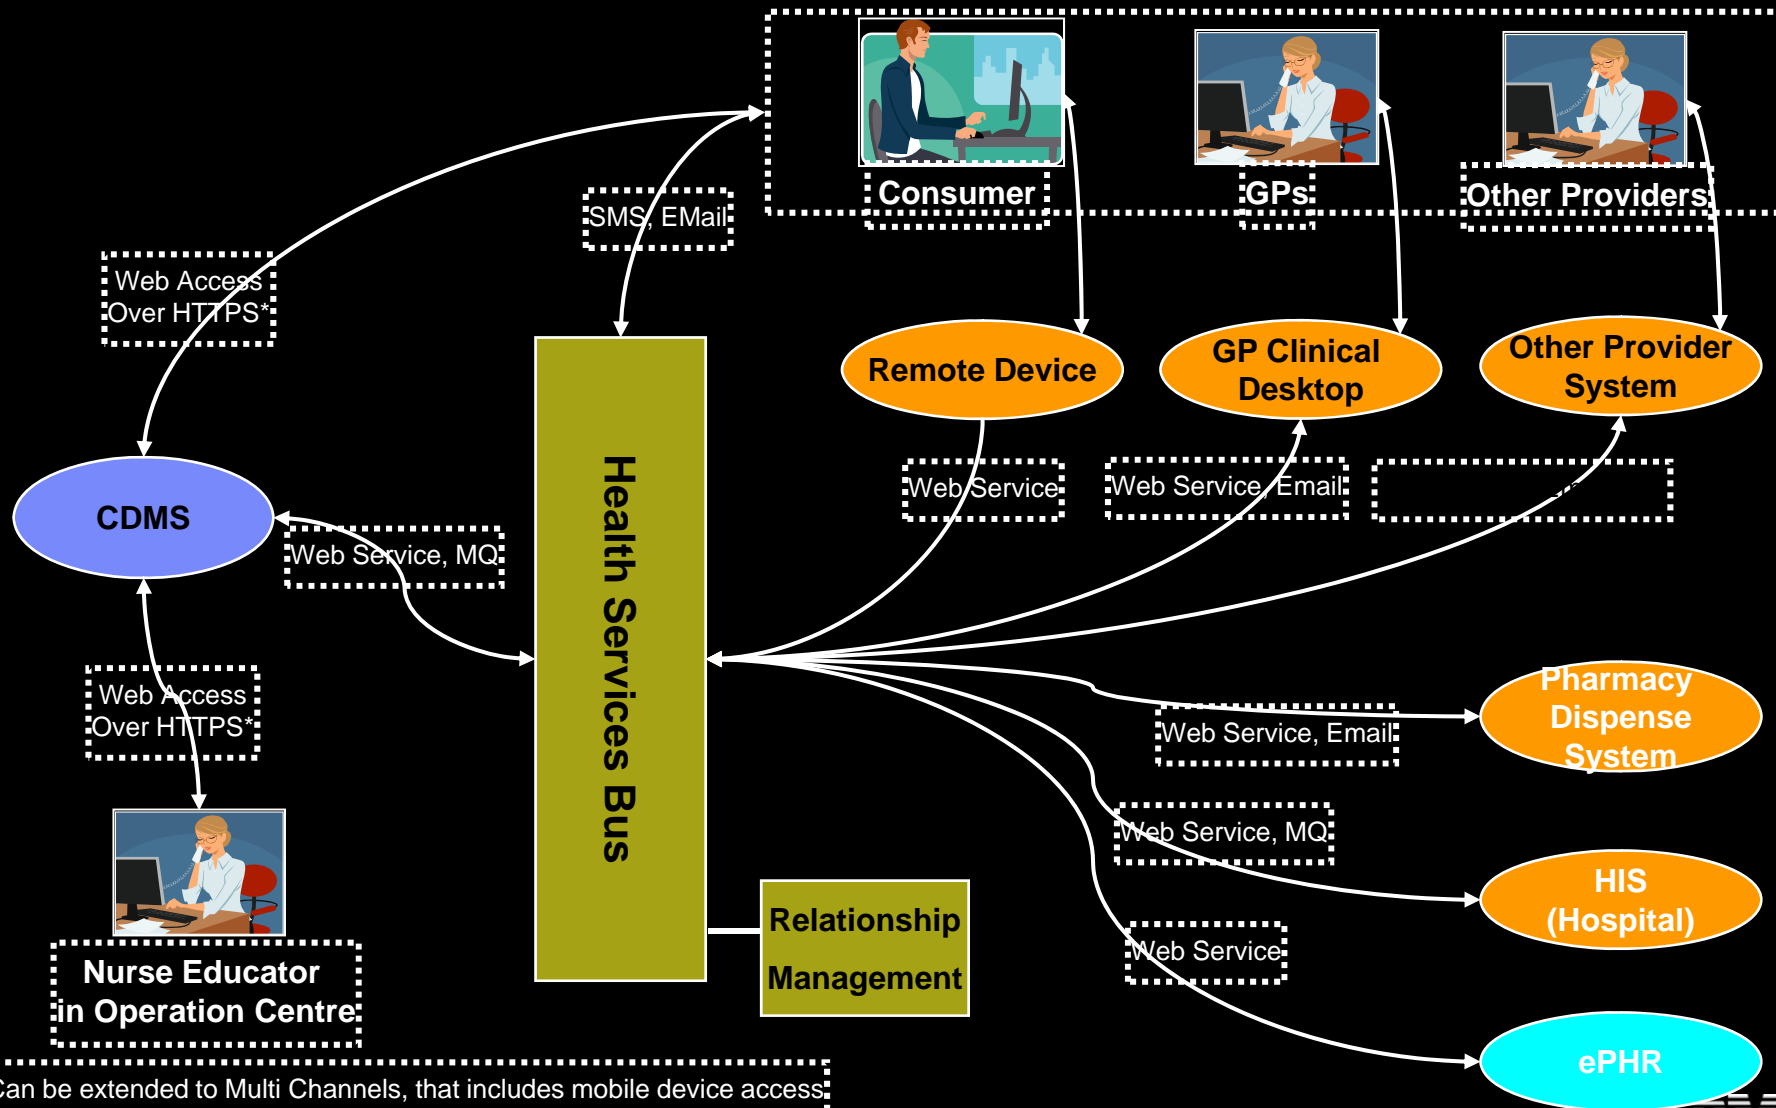 Consumer
GPs
Other Providers
SMS, EMail
Web Access
Over HTTPS*
Remote Device
GP Clinical
Desktop
Other Provider
System
Web Service
Web Service, Email
CDMS
Web Service, MQ
Health Services Bus
Web Access
Over HTTPS*
Pharmacy
Dispense
System
Web Service, Email
Web Service, MQ
HIS
(Hospital)
Relationship
Management
Web Service
Nurse Educator
in Operation Centre
ePHR
Can be extended to Multi Channels, that includes mobile device access